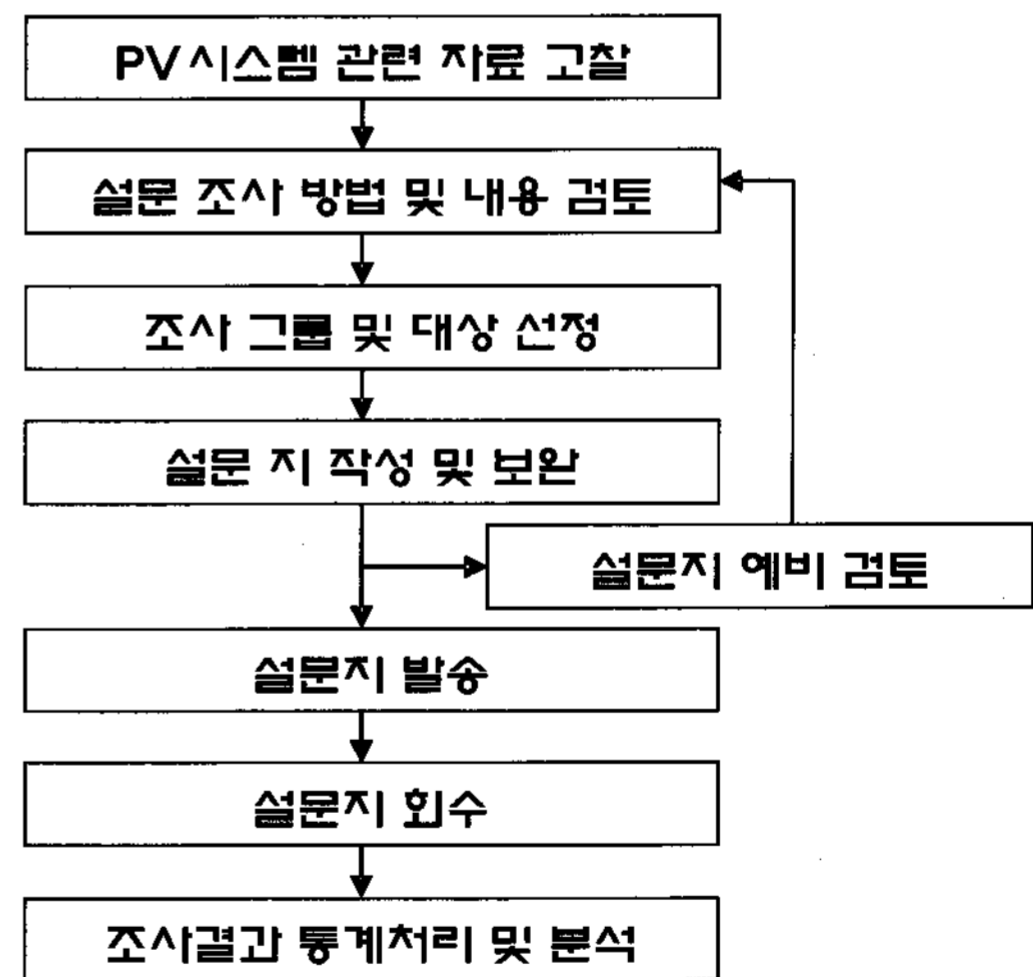 PV시스템 관련 자료 고찰
설문 조사 방법 및 내용 검토
조사 그룹 및 대상 선정
설문 지 작성 및 보완
설문지 예비 검토
설문지 발송
설문지 회수
조사결과 통계처리 및 분석